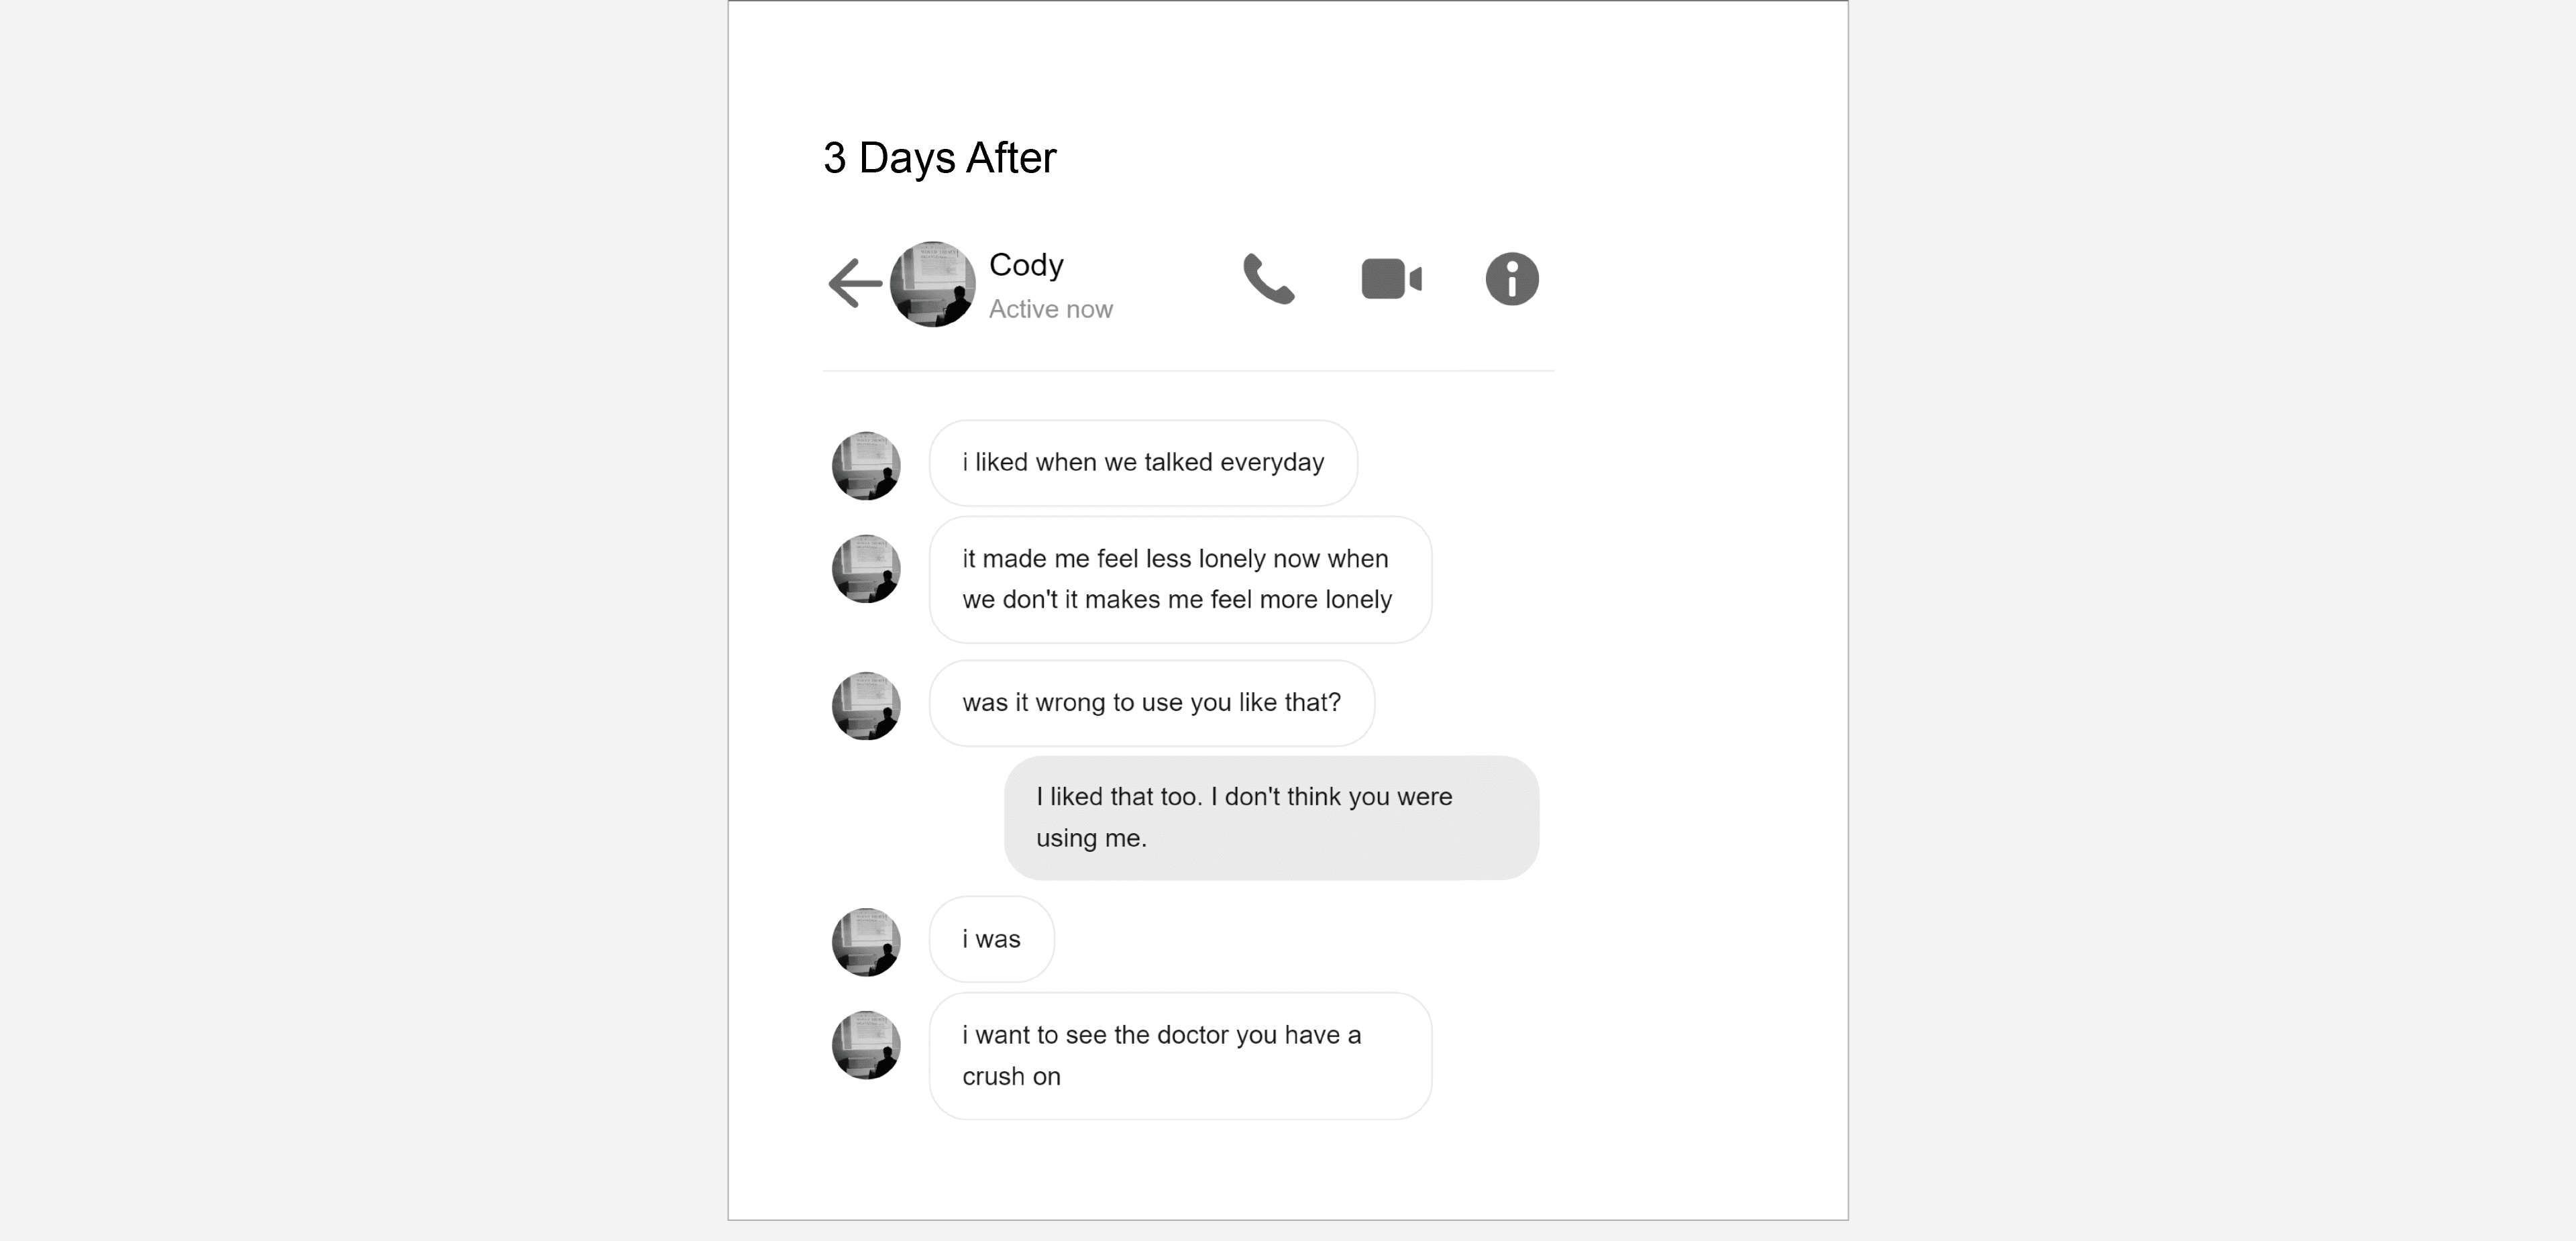 3 Days After
Cody
Active now
i liked when we talked everyday
it made me feel less lonely now when
we don't it makes me feel more lonely
was it wrong to use you like that?
I liked that too. I don't think you were
using me.
i was
i want to see the doctor you have a
crush on